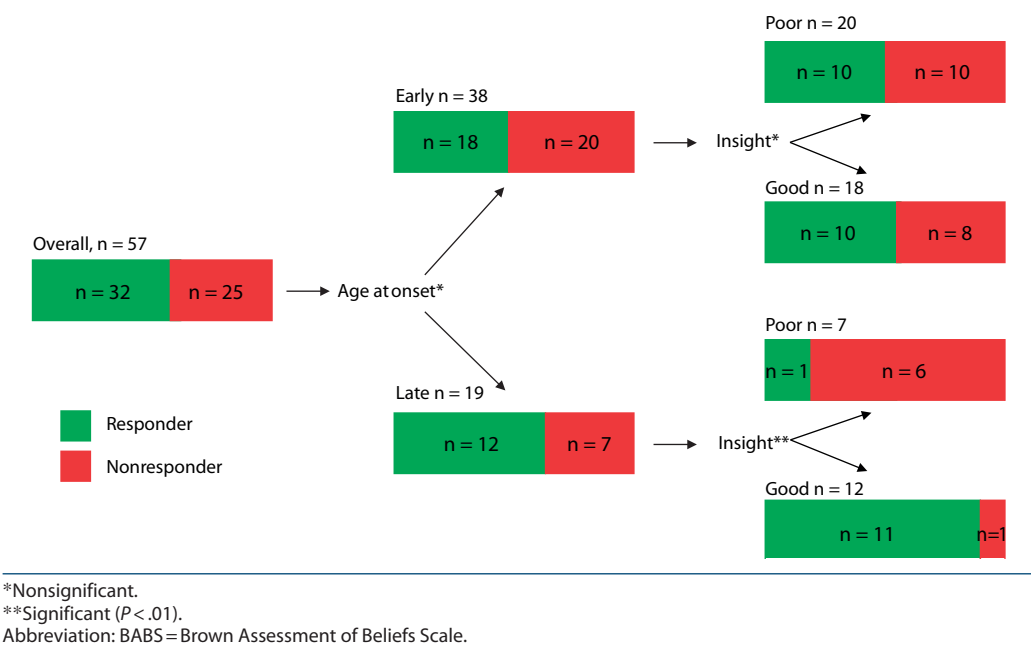 Poor n = 20
n = 10 n = 10
Early n = 38
n = 18 n = 20
Insight*
Good n = 18
n = 10 n = 8
Overall, n = 57
n = 32 n = 25
Age at onset*
Poor n = 7
n = 1 n = 6
Late n = 19
n = 12 n = 7
Insight**
Good n = 12
n = 11 n=1
Responder
Nonresponder
*Nonsignificant.
**Significant (P < .01).
Abbreviation: BABS = Brown Assessment of Beliefs Scale.